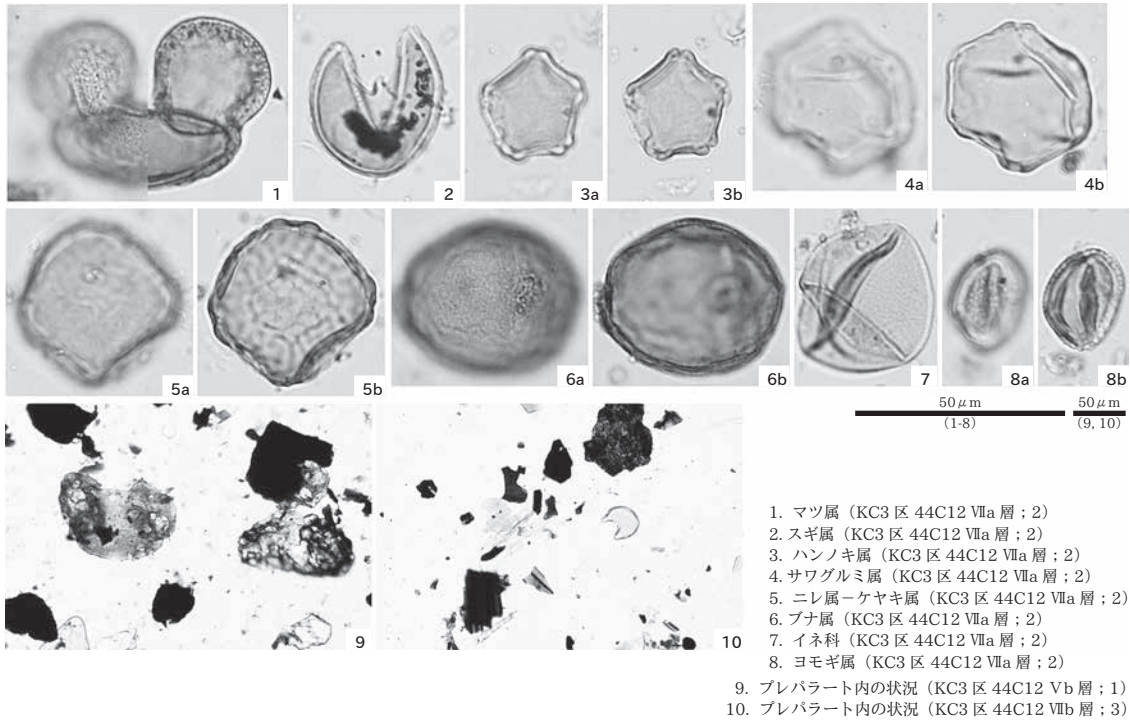 1
2
3a
3b
4a
4b
5a
5b
6a
6b
7
8a
8b
50μm
(1-8)
50μm
(9, 10)
9
10
1. マツ属（KC3 区 44C12 Ⅶa 層；2）
2. スギ属（KC3 区 44C12 Ⅶa 層；2）
3. ハンノキ属（KC3 区 44C12 Ⅶa 層；2）
4. サワグルミ属（KC3 区 44C12 Ⅶa 層；2）
5. ニレ属－ケヤキ属（KC3 区 44C12 Ⅶa 層；2）
6. ブナ属（KC3 区 44C12 Ⅶa 層；2）
7. イネ科（KC3 区 44C12 Ⅶa 層；2）
8. ヨモギ属（KC3 区 44C12 Ⅶa 層；2）
9. プレパラート内の状況（KC3 区 44C12 Ⅴb 層；1）
10. プレパラート内の状況（KC3 区 44C12 Ⅶb 層；3）